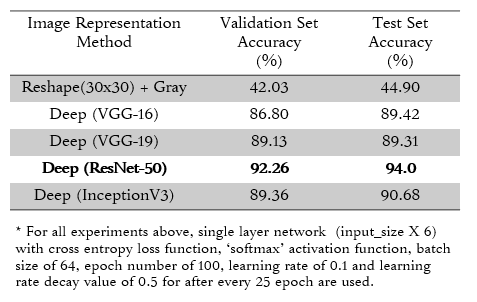 Image Representation Method Validation Set Accuracy (%) Test Set Accuracy (%)
Reshape(30x30) + Gray 42.03 44.90
Deep (VGG-16) 86.80 89.42
Deep (VGG-19) 89.13 89.31
Deep (ResNet-50) 92.26 94.0
Deep (InceptionV3) 89.36 90.68
* For all experiments above, single layer network (input_size X 6)
with cross entropy loss function, ‘softmax’ activation function, batch
size of 64, epoch number of 100, learning rate of 0.1 and learning
rate decay value of 0.5 for after every 25 epoch are used.